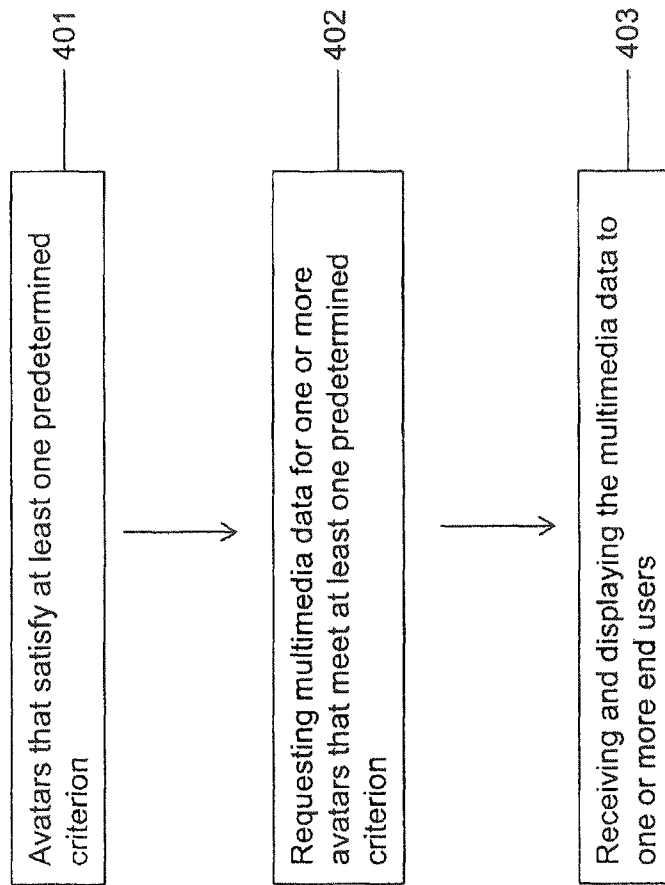 Avatars that satisfy at least one predetermined
criterion
401
Requesting multimedia data for one or more
avatars that meet at least one predetermined
criterion
402
Receiving and displaying the multimedia data to
one or more end users
403